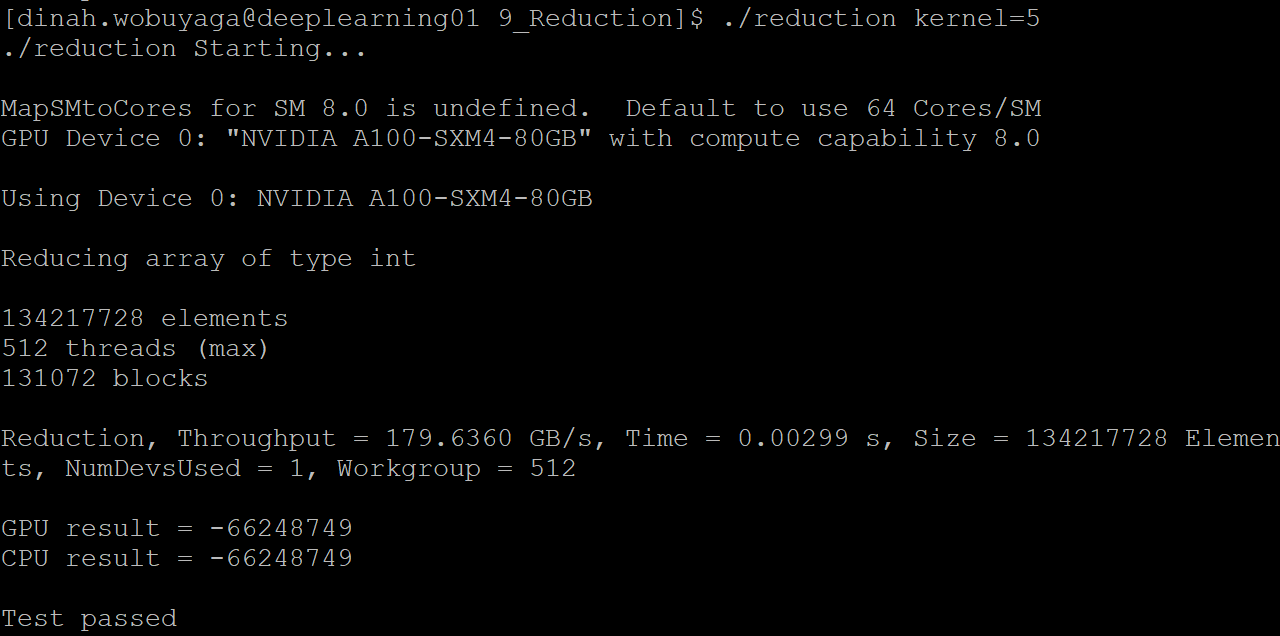 [dinah.wobuyaga@deeplearning01 9_Reduction]$ ./reduction kernel=5
./reduction Starting...
MapSMtoCores for SM 8.0 is undefined.  Default to use 64 Cores/SM
GPU Device 0: "NVIDIA A100-SXM4-80GB" with compute capability 8.0
Using Device 0: NVIDIA A100-SXM4-80GB
Reducing array of type int
134217728 elements
512 threads (max)
131072 blocks
Reduction, Throughput = 179.6360 GB/s, Time = 0.00299 s, Size = 134217728 Elemen
ts, NumDevsUsed = 1, Workgroup = 512
GPU result = -66248749
CPU result = -66248749
Test passed